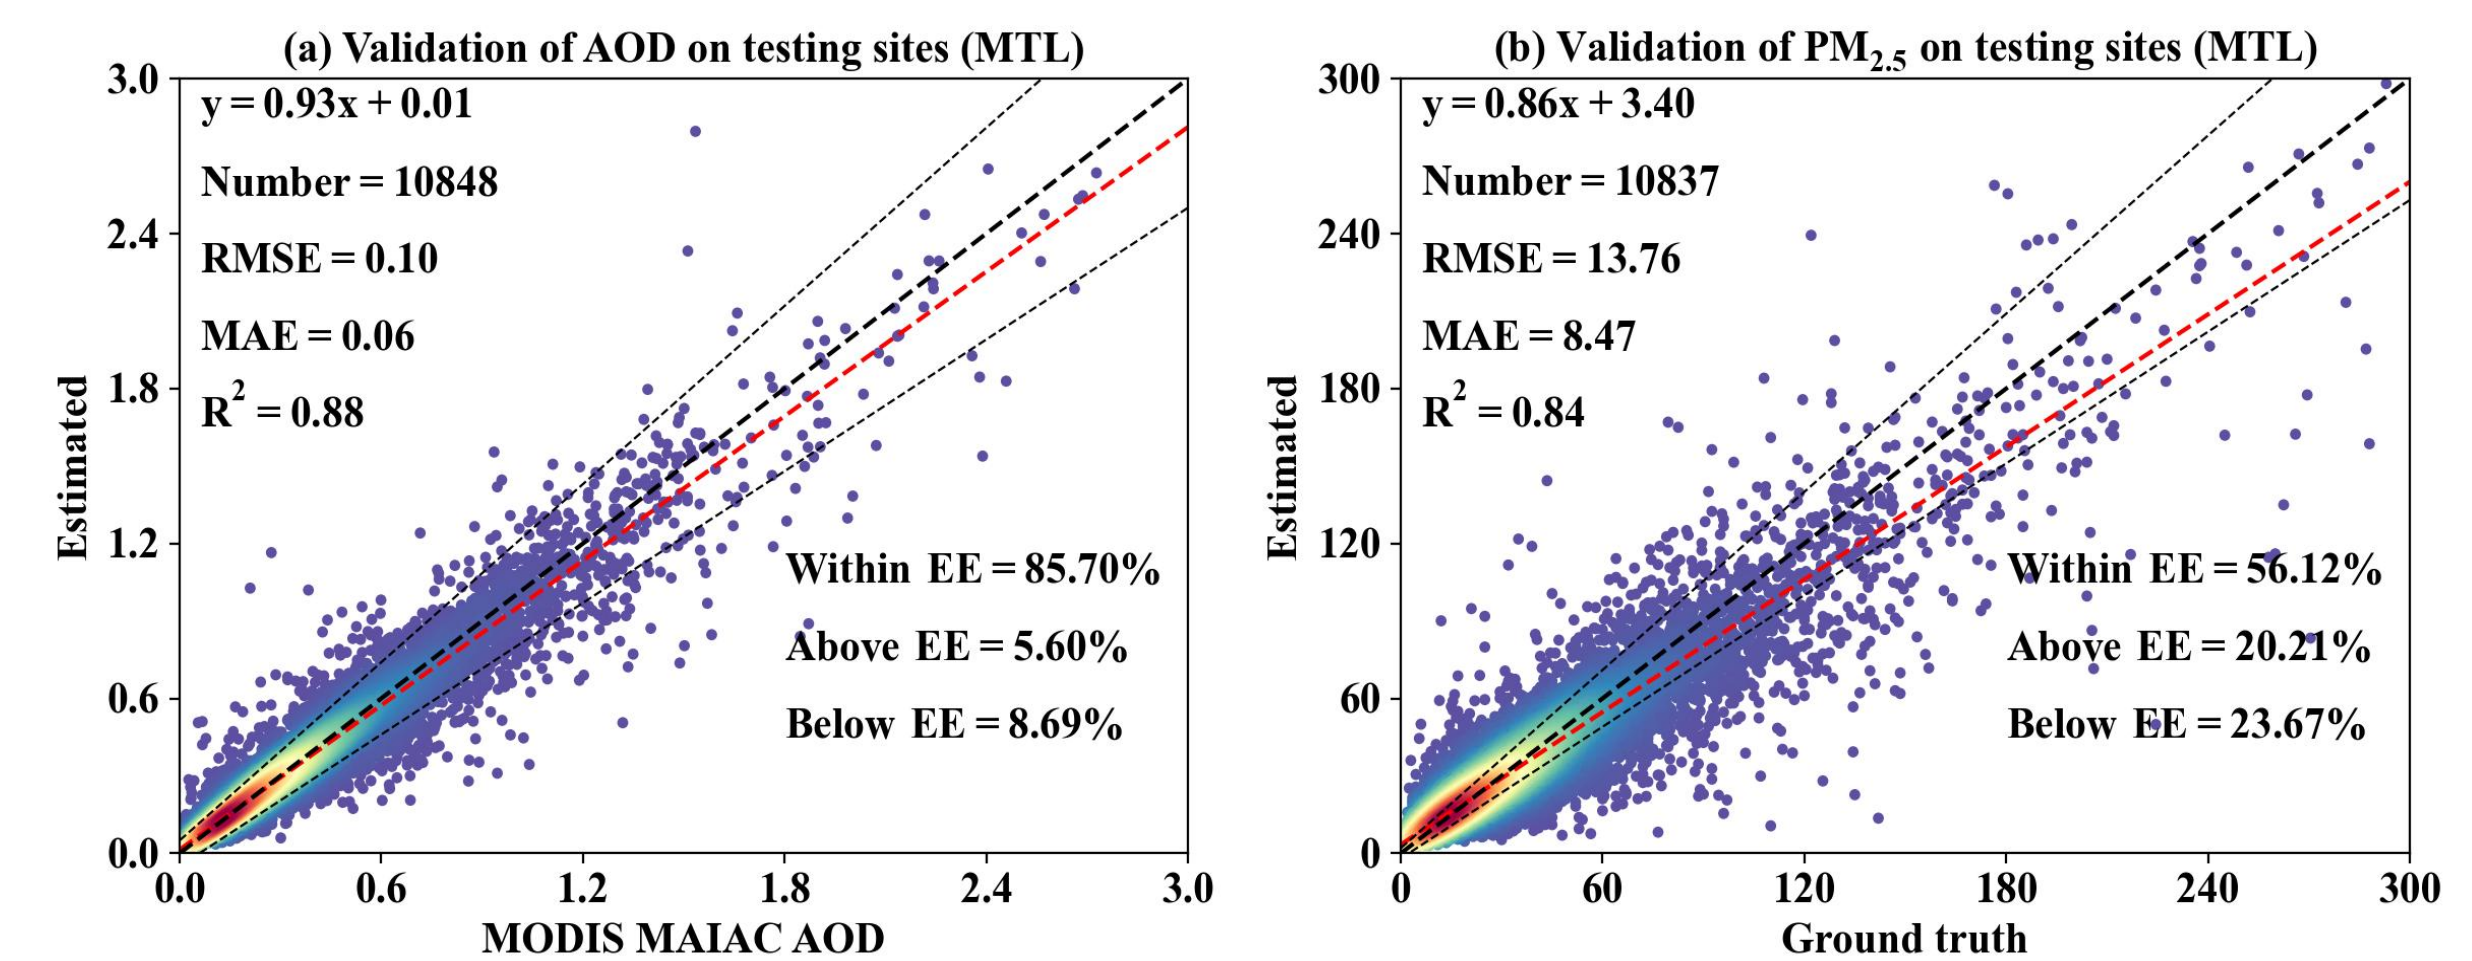 (a) Validation of AOD on testing sites (MTL)
3.0
y = 0.93x + 0.01
Number = 10848
2.4
RMSE = 0.10
MAE = 0.06
1.8
R² = 0.88
Estimated
1.2
Within EE = 85.70%
Above EE = 5.60%
0.6
Below EE = 8.69%
0.0
0.0 0.6 1.2 1.8 2.4 3.0
MODIS MAIAC AOD
(b) Validation of PM₂.₅ on testing sites (MTL)
300
y = 0.86x + 3.40
Number = 10837
240
RMSE = 13.76
MAE = 8.47
180
R² = 0.84
Estimated
120
Within EE = 56.12%
Above EE = 20.21%
60
Below EE = 23.67%
0
0 60 120 180 240 300
Ground truth